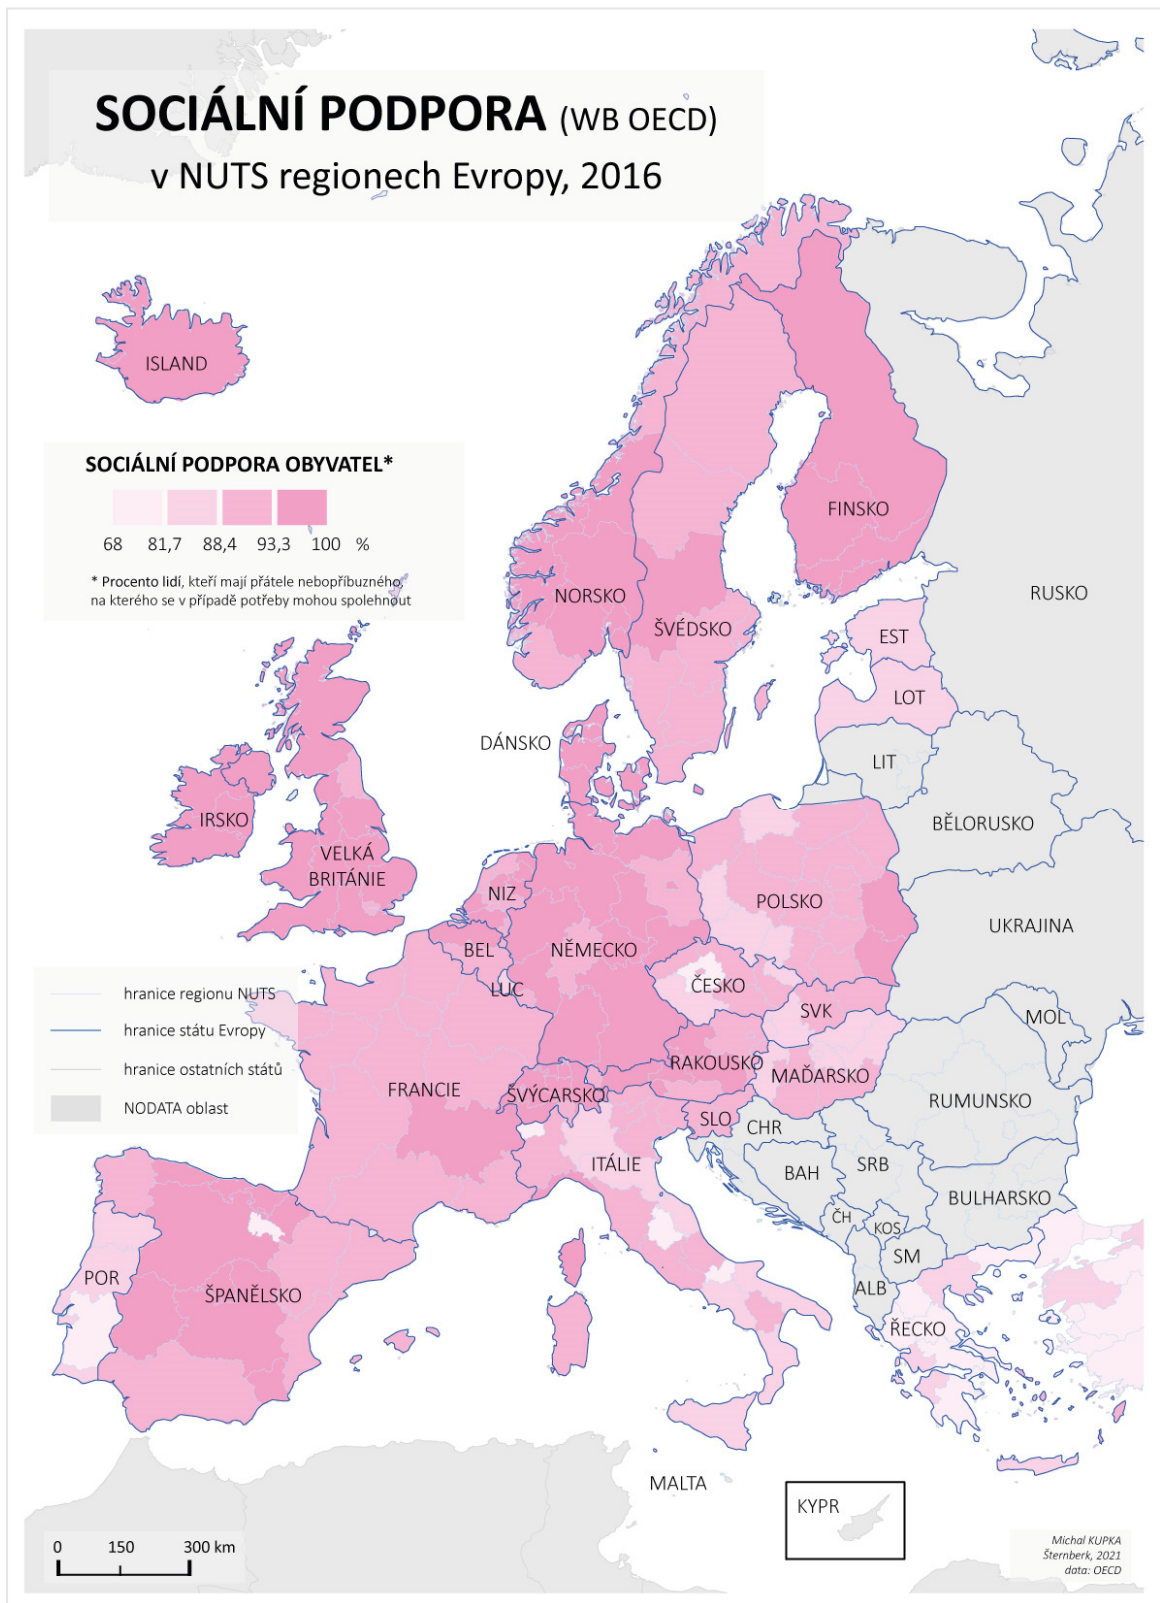 SOCIÁLNÍ PODPORA (WB OECD)
v NUTS regionech Evropy, 2016
ISLAND
SOCIÁLNÍ PODPORA OBYVATEL*
68 81,7 88,4 93,3 100 %
* Procento lidí, kteří mají přátele nebopříbuzného,
na kterého se v případě potřeby mohou spolehnout
FINSKO
NORSKO
ŠVÉDSKO
RUSKO
EST
LOT
DÁNSKO
LIT
IRSKO
VELKÁ
BRITÁNIE
BĚLORUSKO
NIZ
POLSKO
UKRAJINA
BEL
NĚMECKO
LUC
ČESKO
SVK
MOL
hranice regionu NUTS
hranice státu Evropy
hranice ostatních států
NODATA oblast
RAKOUSKO
MAĎARSKO
FRANCIE
ŠVÝCARSKO
RUMUNSKO
SLO
CHR
ITÁLIE
BAH
SRB
BULHARSKO
ČH
KOS
SM
POR
ŠPANĚLSKO
ALB
ŘECKO
MALTA
KYPR
0 150 300 km
Michal KUPKA
Šternberk, 2021
data: OECD